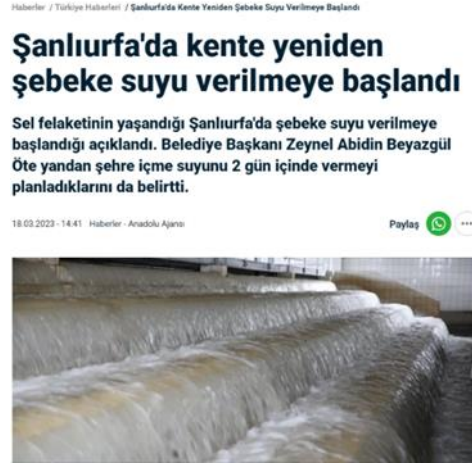 Haberler / Türkiye Haberleri / Şanlıurfa'da Kente Yeniden Şebeke Suyu Verilmeye Başlandı
Şanlıurfa'da kente yeniden
şebeke suyu verilmeye başlandı
Sel felaketinin yaşandığı Şanlıurfa'da şebeke suyu verilmeye
başlandığı açıklandı. Belediye Başkanı Zeynel Abidin Beyazgül
Öte yandan şehre içme suyunu 2 gün içinde vermeyi
planladıklarını da belirtti.
18.03.2023 - 14:41 Haberler - Anadolu Ajansı
Paylaş